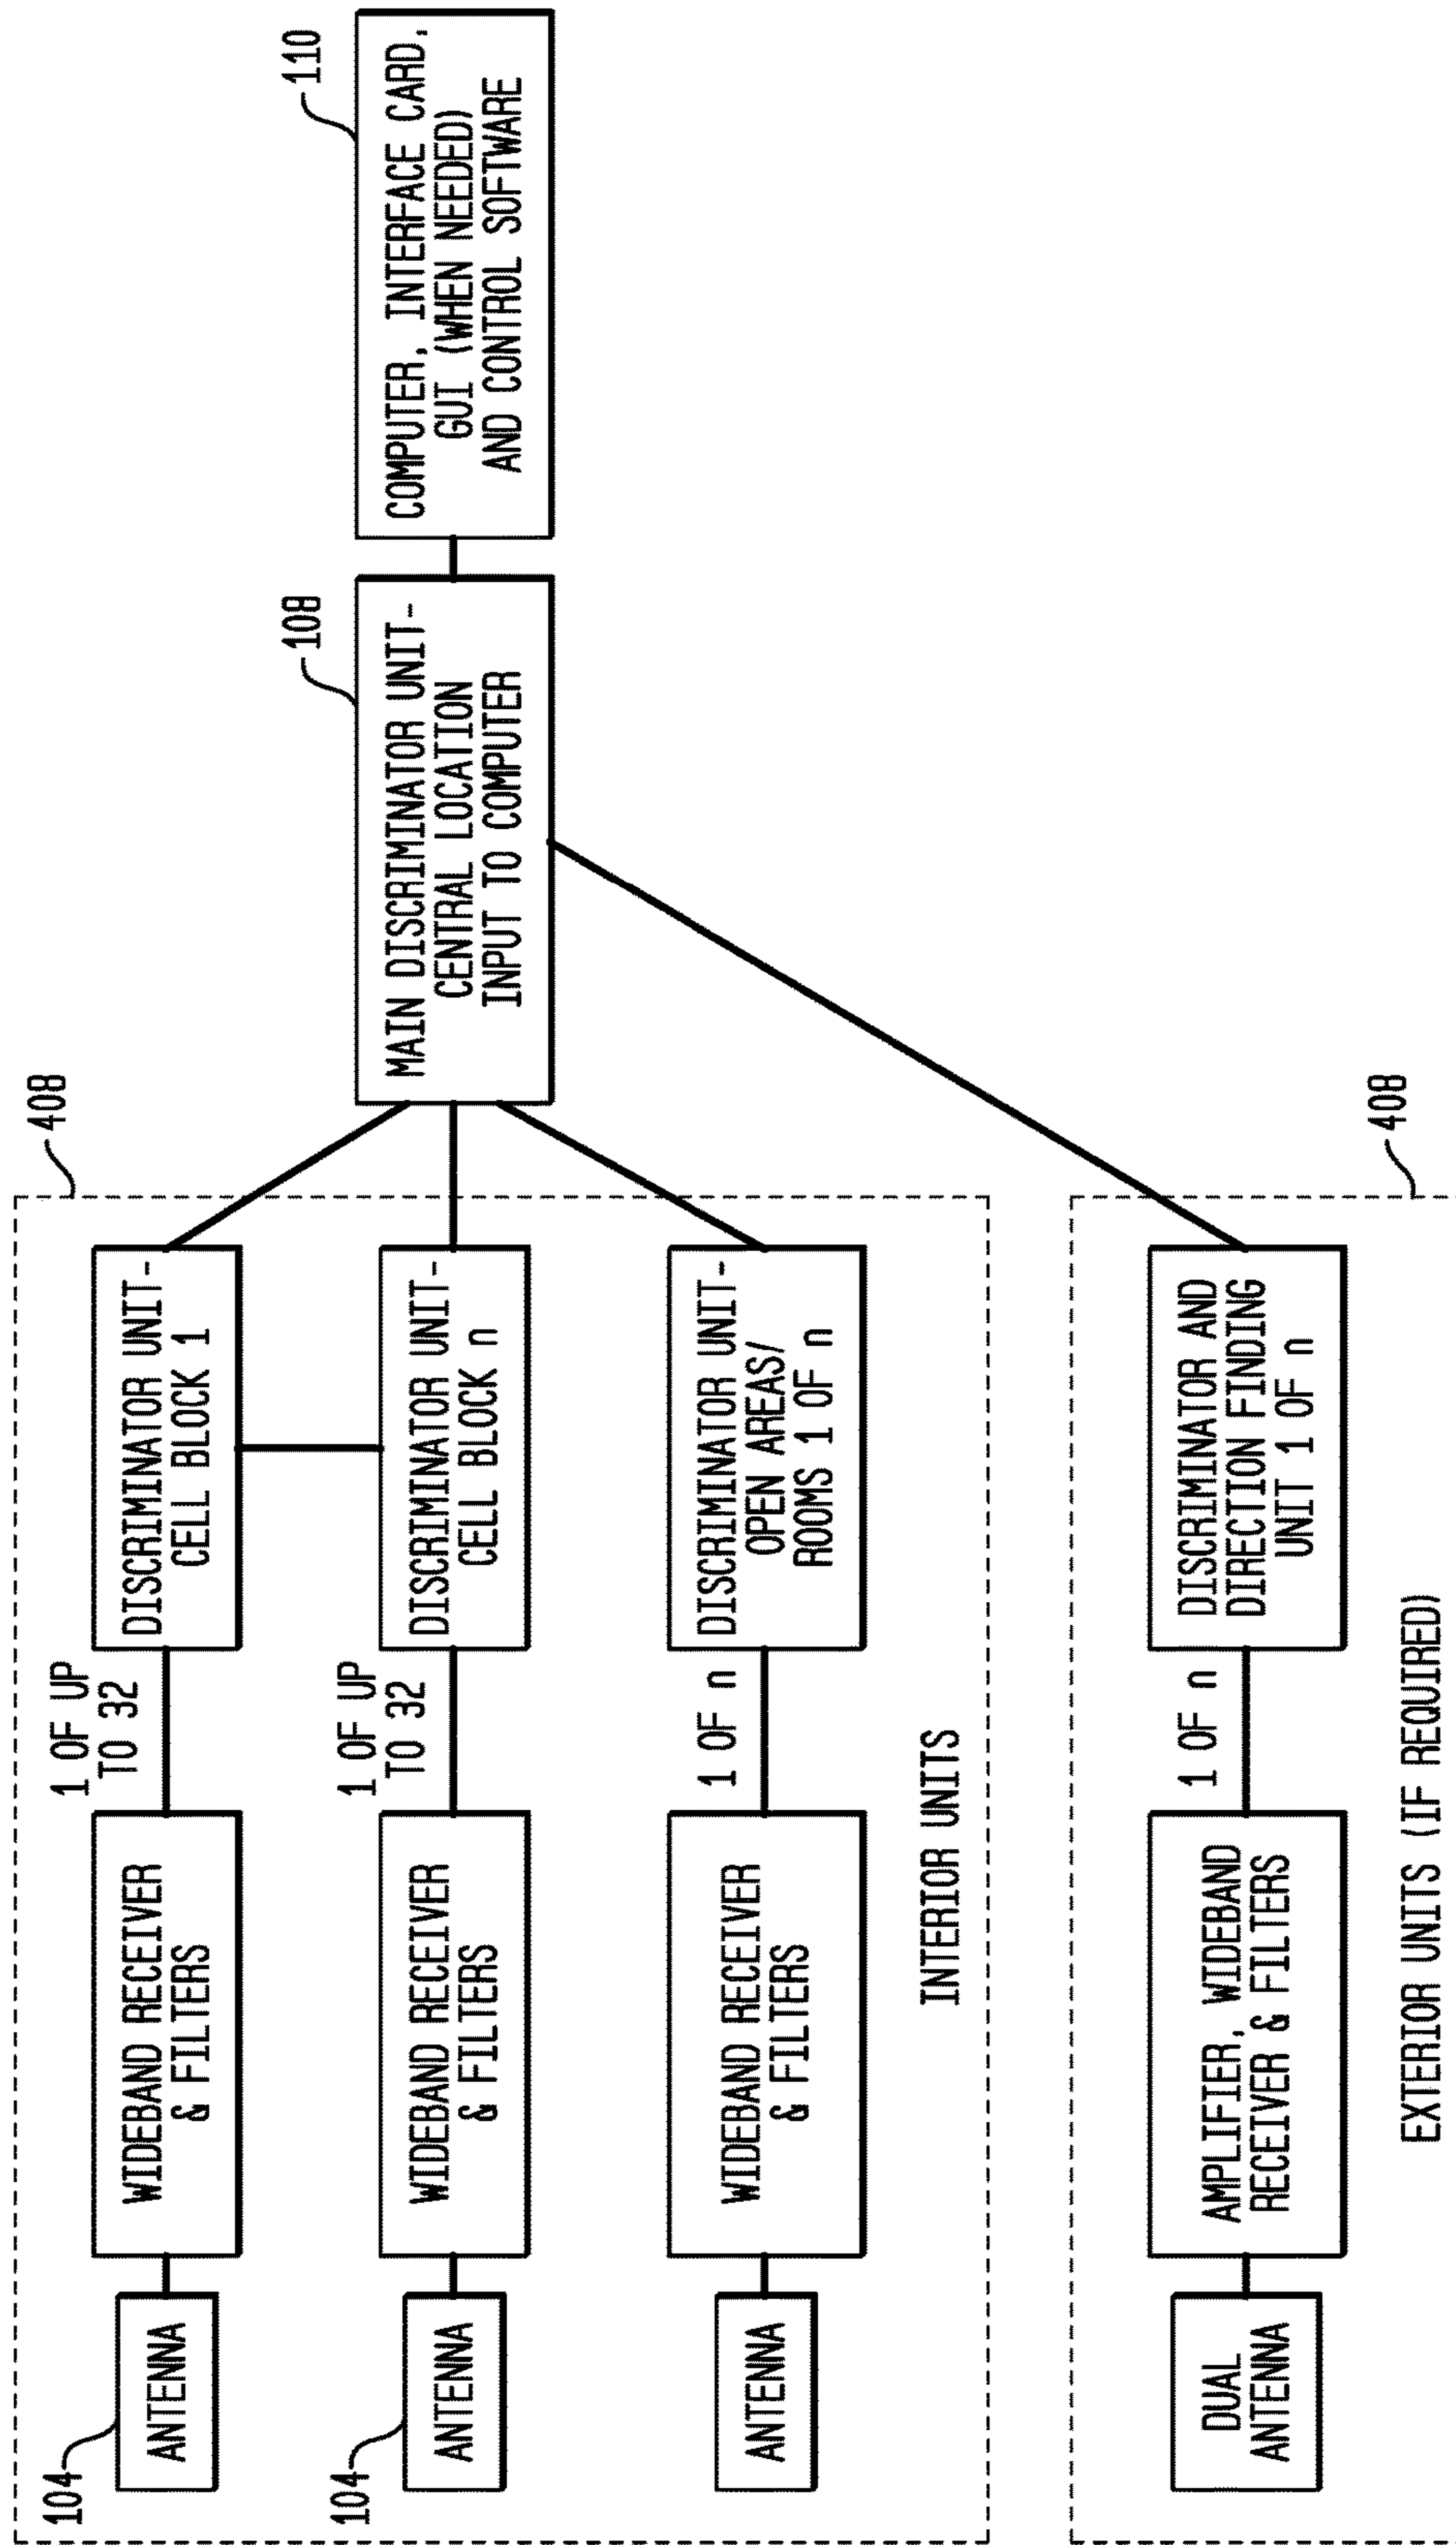 408
104
ANTENNA
WIDEBAND RECEIVER
& FILTERS
1 OF UP
TO 32
DISCRIMINATOR UNIT-
CELL BLOCK 1
104
ANTENNA
WIDEBAND RECEIVER
& FILTERS
1 OF UP
TO 32
DISCRIMINATOR UNIT-
CELL BLOCK n
ANTENNA
WIDEBAND RECEIVER
& FILTERS
1 OF n
DISCRIMINATOR UNIT-
OPEN AREAS/
ROOMS 1 OF n
INTERIOR UNITS
108
MAIN DISCRIMINATOR UNIT-
CENTRAL LOCATION
INPUT TO COMPUTER
110
COMPUTER, INTERFACE CARD,
GUI (WHEN NEEDED)
AND CONTROL SOFTWARE
408
DUAL
ANTENNA
AMPLIFIER, WIDEBAND
RECEIVER & FILTERS
1 OF n
DISCRIMINATOR AND
DIRECTION FINDING
UNIT 1 OF n
EXTERIOR UNITS (IF REQUIRED)